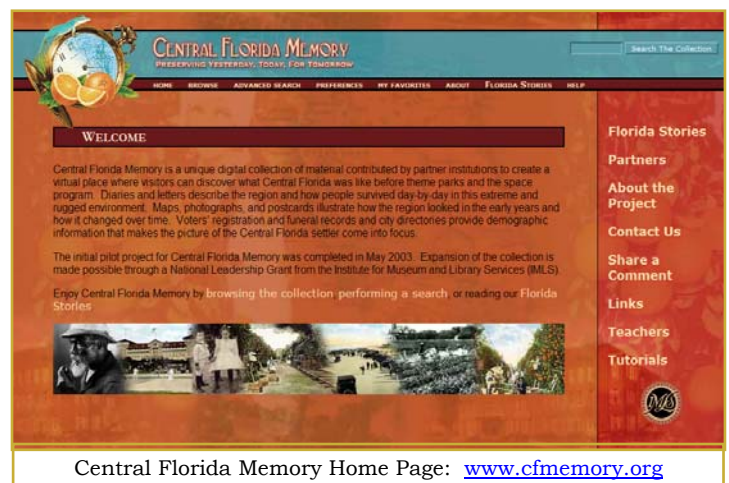 CENTRAL FLORIDA MEMORY
PRESERVING YESTERDAY, TODAY, FOR TOMORROW
Search The Collection
HOME BROWSE ADVANCED SEARCH PREFERENCES MY FAVORITES ABOUT FLORIDA STORIES HELP
WELCOME
Central Florida Memory is a unique digital collection of material contributed by partner institutions to create a
virtual place where visitors can discover what Central Florida was like before theme parks and the space
program. Diaries and letters describe the region and how people survived day-by-day in this extreme and
rugged environment. Maps, photographs, and postcards illustrate how the region looked in the early years and
how it changed over time. Voters' registration and funeral records and city directories provide demographic
information that makes the picture of the Central Florida settler come into focus.
The initial pilot project for Central Florida Memory was completed in May 2003. Expansion of the collection is
made possible through a National Leadership Grant from the Institute for Museum and Library Services (IMLS).
Enjoy Central Florida Memory by browsing the collection performing a search, or reading our Florida
Stories
Florida Stories
Partners
About the
Project
Contact Us
Share a
Comment
Links
Teachers
Tutorials
IMLS
Central Florida Memory Home Page: www.cfmemory.org